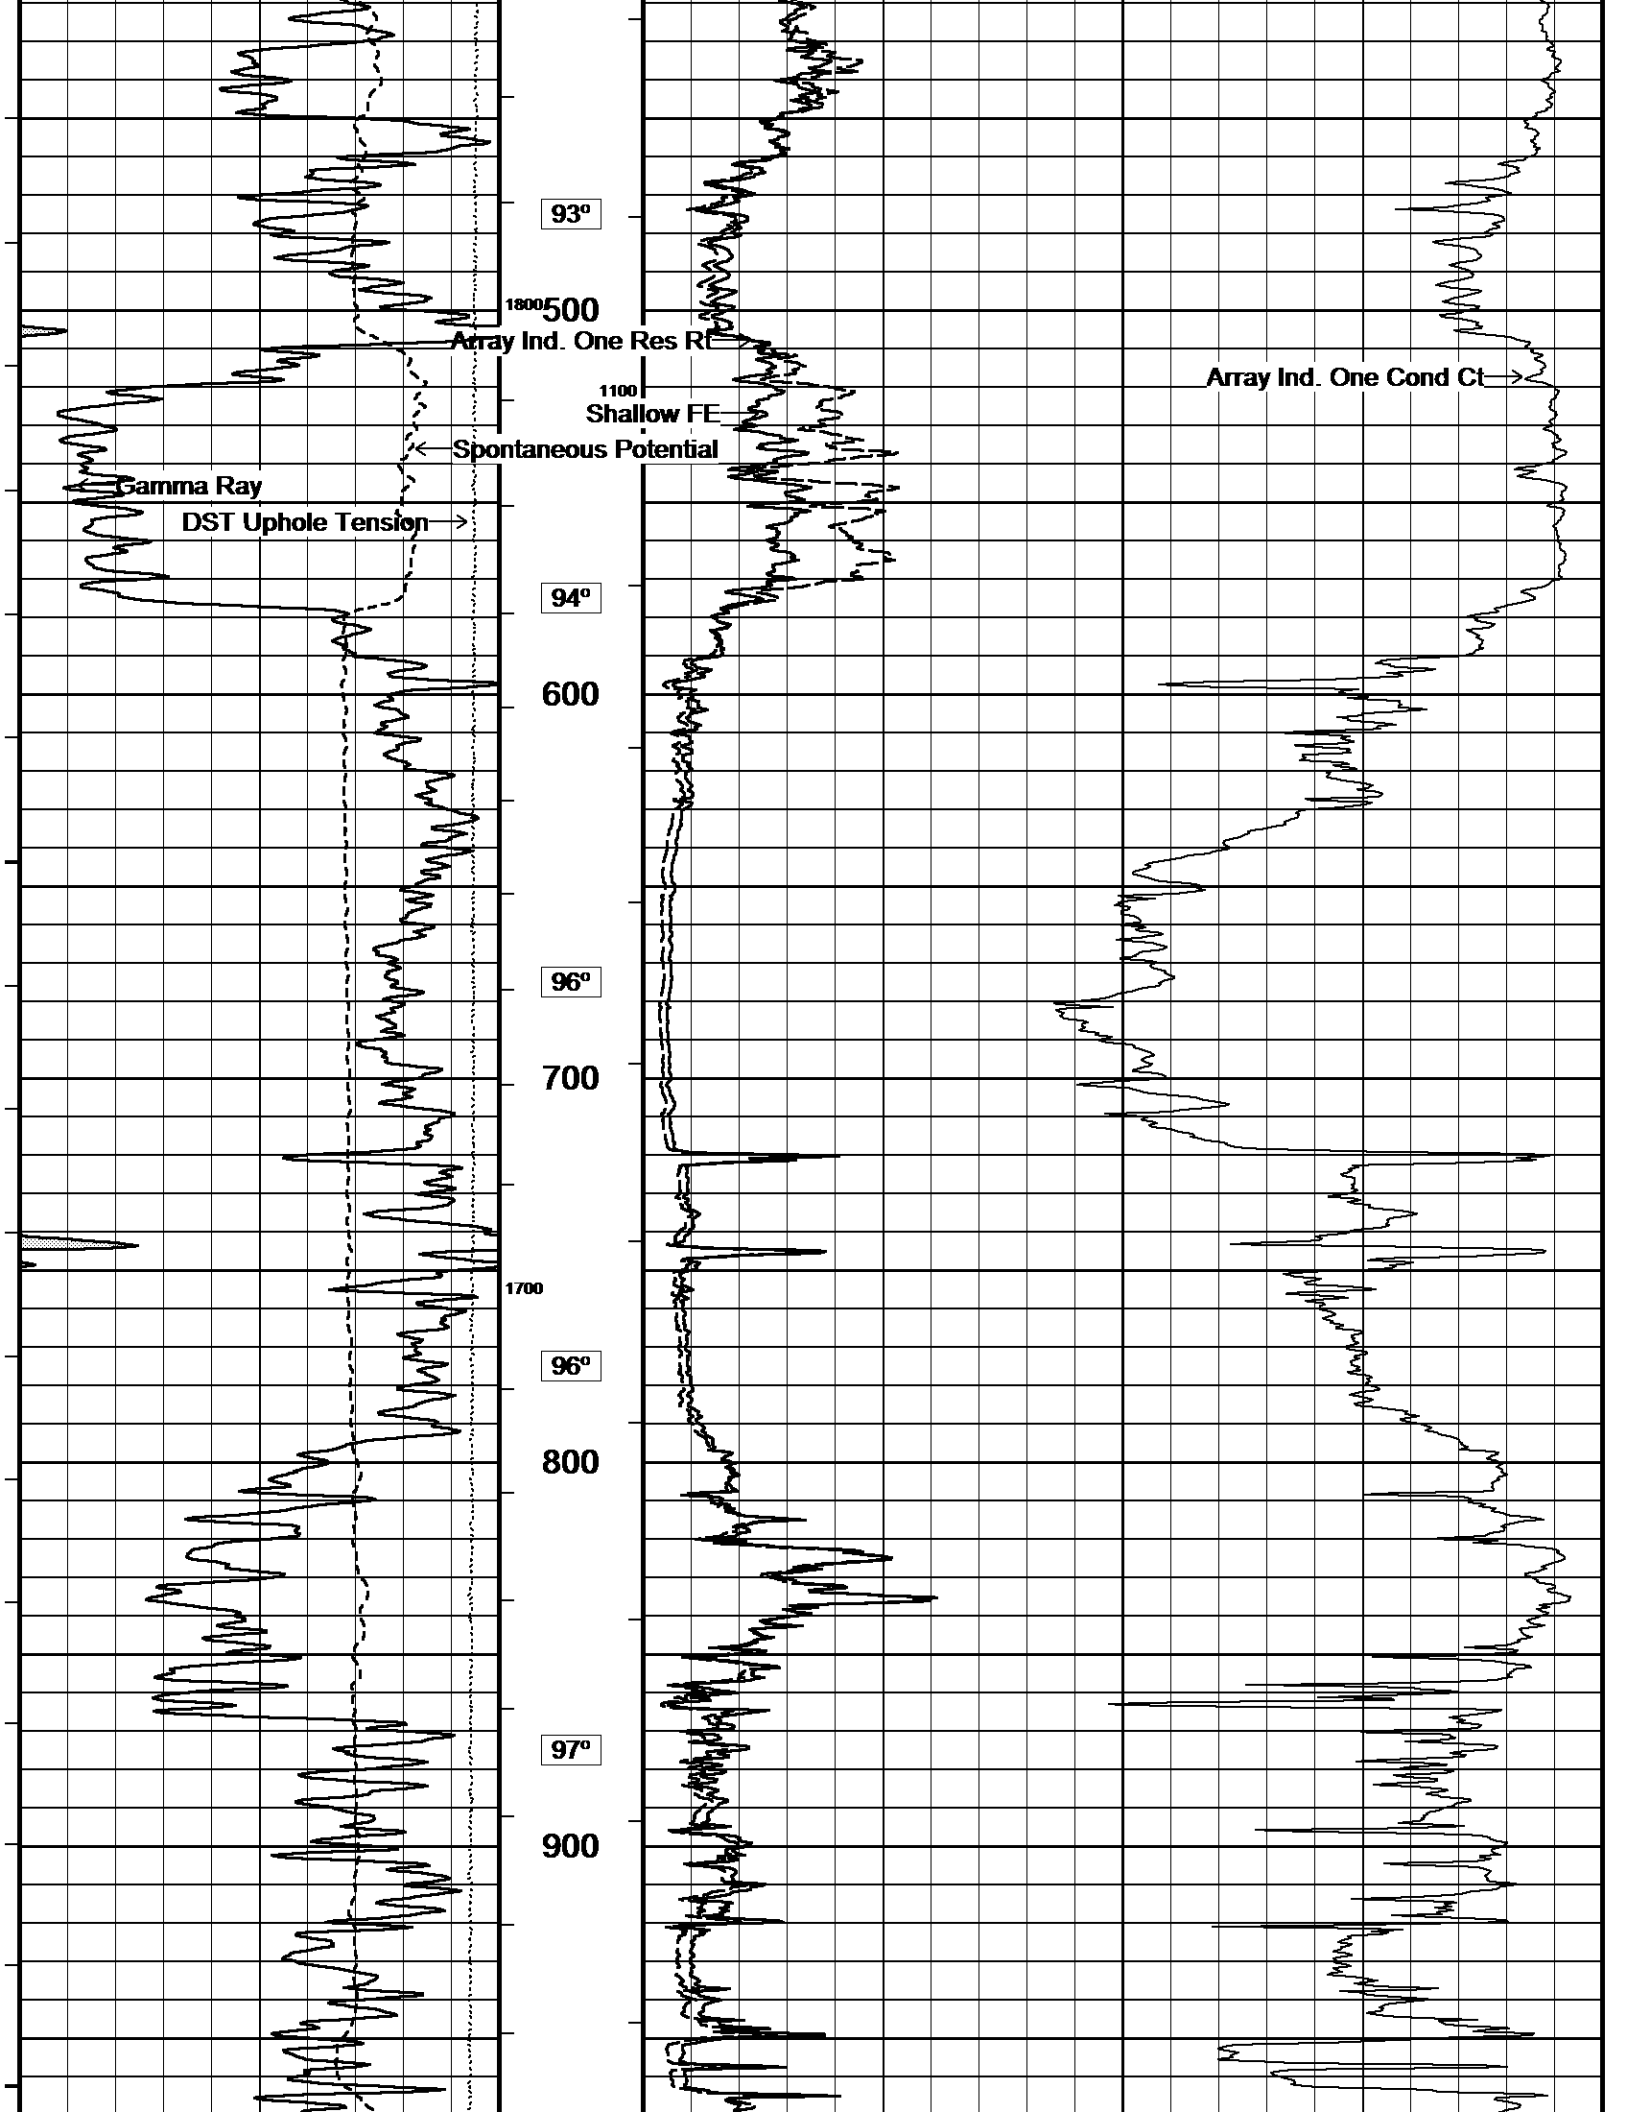 93º
1800
500
Array Ind. One Res Rt
Array Ind. One Cond Ct
1100
Shallow FE
Spontaneous Potential
Gamma Ray
DST Uphole Tension
94º
600
96º
700
1700
96º
800
97º
900